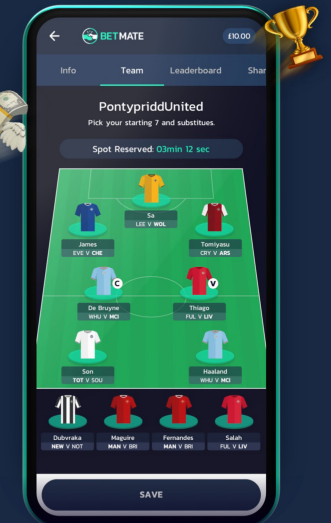 BETMATE
£10.00
Info Team Leaderboard Shar
PontypriddUnited
Pick your starting 7 and substitues.
Spot Reserved: 03min 12 sec
Sa
LEE V WOL
James
EVE V CHE
Tomiyasu
CRY V ARS
C
V
De Bruyne
WHU V MCI
Thiago
FUL V LIV
Son
TOT V SOU
Haaland
WHU V MCI
Dubvraka
NEW V NOT
Maguire
MAN V BRI
Fernandes
MAN V BRI
Salah
FUL V LIV
SAVE